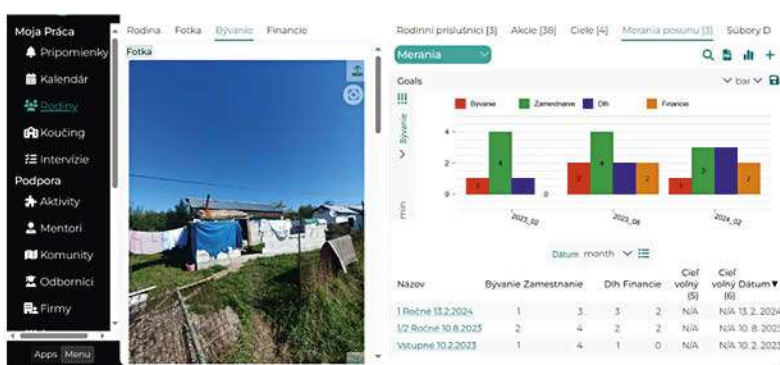 Moja Práca
Pripomienky
Kalendár
Rodiny
Koučing
Intervízie
Podpora
Aktivity
Mentori
Komunity
Odborníci
Firmy
Apps Menu
Rodina Fotka Bývanie Financie
Fotka
Rodinní príslušníci [3] Akcie [38] Ciele [4] Merania posunu [3] Súbory D
Merania
Goals
bar
Bývanie Zamestnanie Dlh Financie
Bývanie
min
4
2
0
1 4 1 0
2 4 2 2
1 3 3 2
2023_02 2023_08 2024_02
Dátum month
Názov Bývanie Zamestnanie Dlh Financie Cieľ voľný (5) Cieľ voľný (6) Dátum
1 Ročné 13.2.2024 1 3 3 2 N/A N/A 13. 2. 2024
1/2 Ročné 10.8.2023 2 4 2 2 N/A N/A 10. 8. 2023
Vstupné 10.2.2023 1 4 1 0 N/A N/A 10. 2. 2023